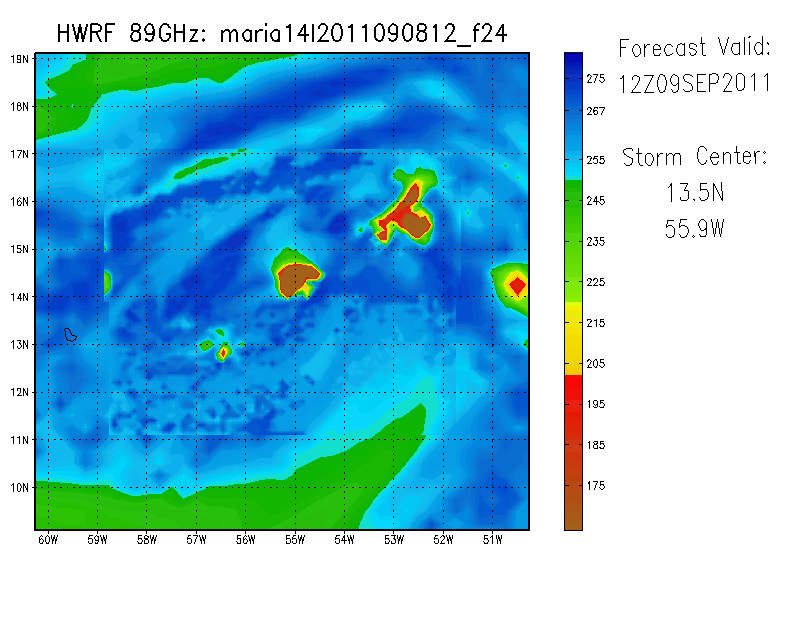 HWRF 89GHz: maria14l2011090812_f24
Forecast Valid:
12Z09SEP2011
Storm Center:
13.5N
55.9W
19N
18N
17N
16N
15N
14N
13N
12N
11N
10N
60W 59W 58W 57W 56W 55W 54W 53W 52W 51W
275
267
255
245
235
225
215
205
195
185
175